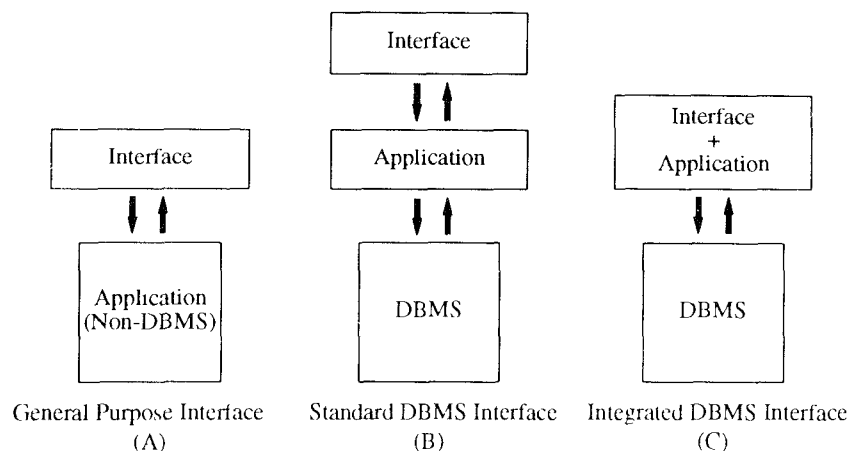 Interface
Application
(Non-DBMS)
General Purpose Interface
(A)
Interface
Application
DBMS
Standard DBMS Interface
(B)
Interface
+
Application
DBMS
Integrated DBMS Interface
(C)